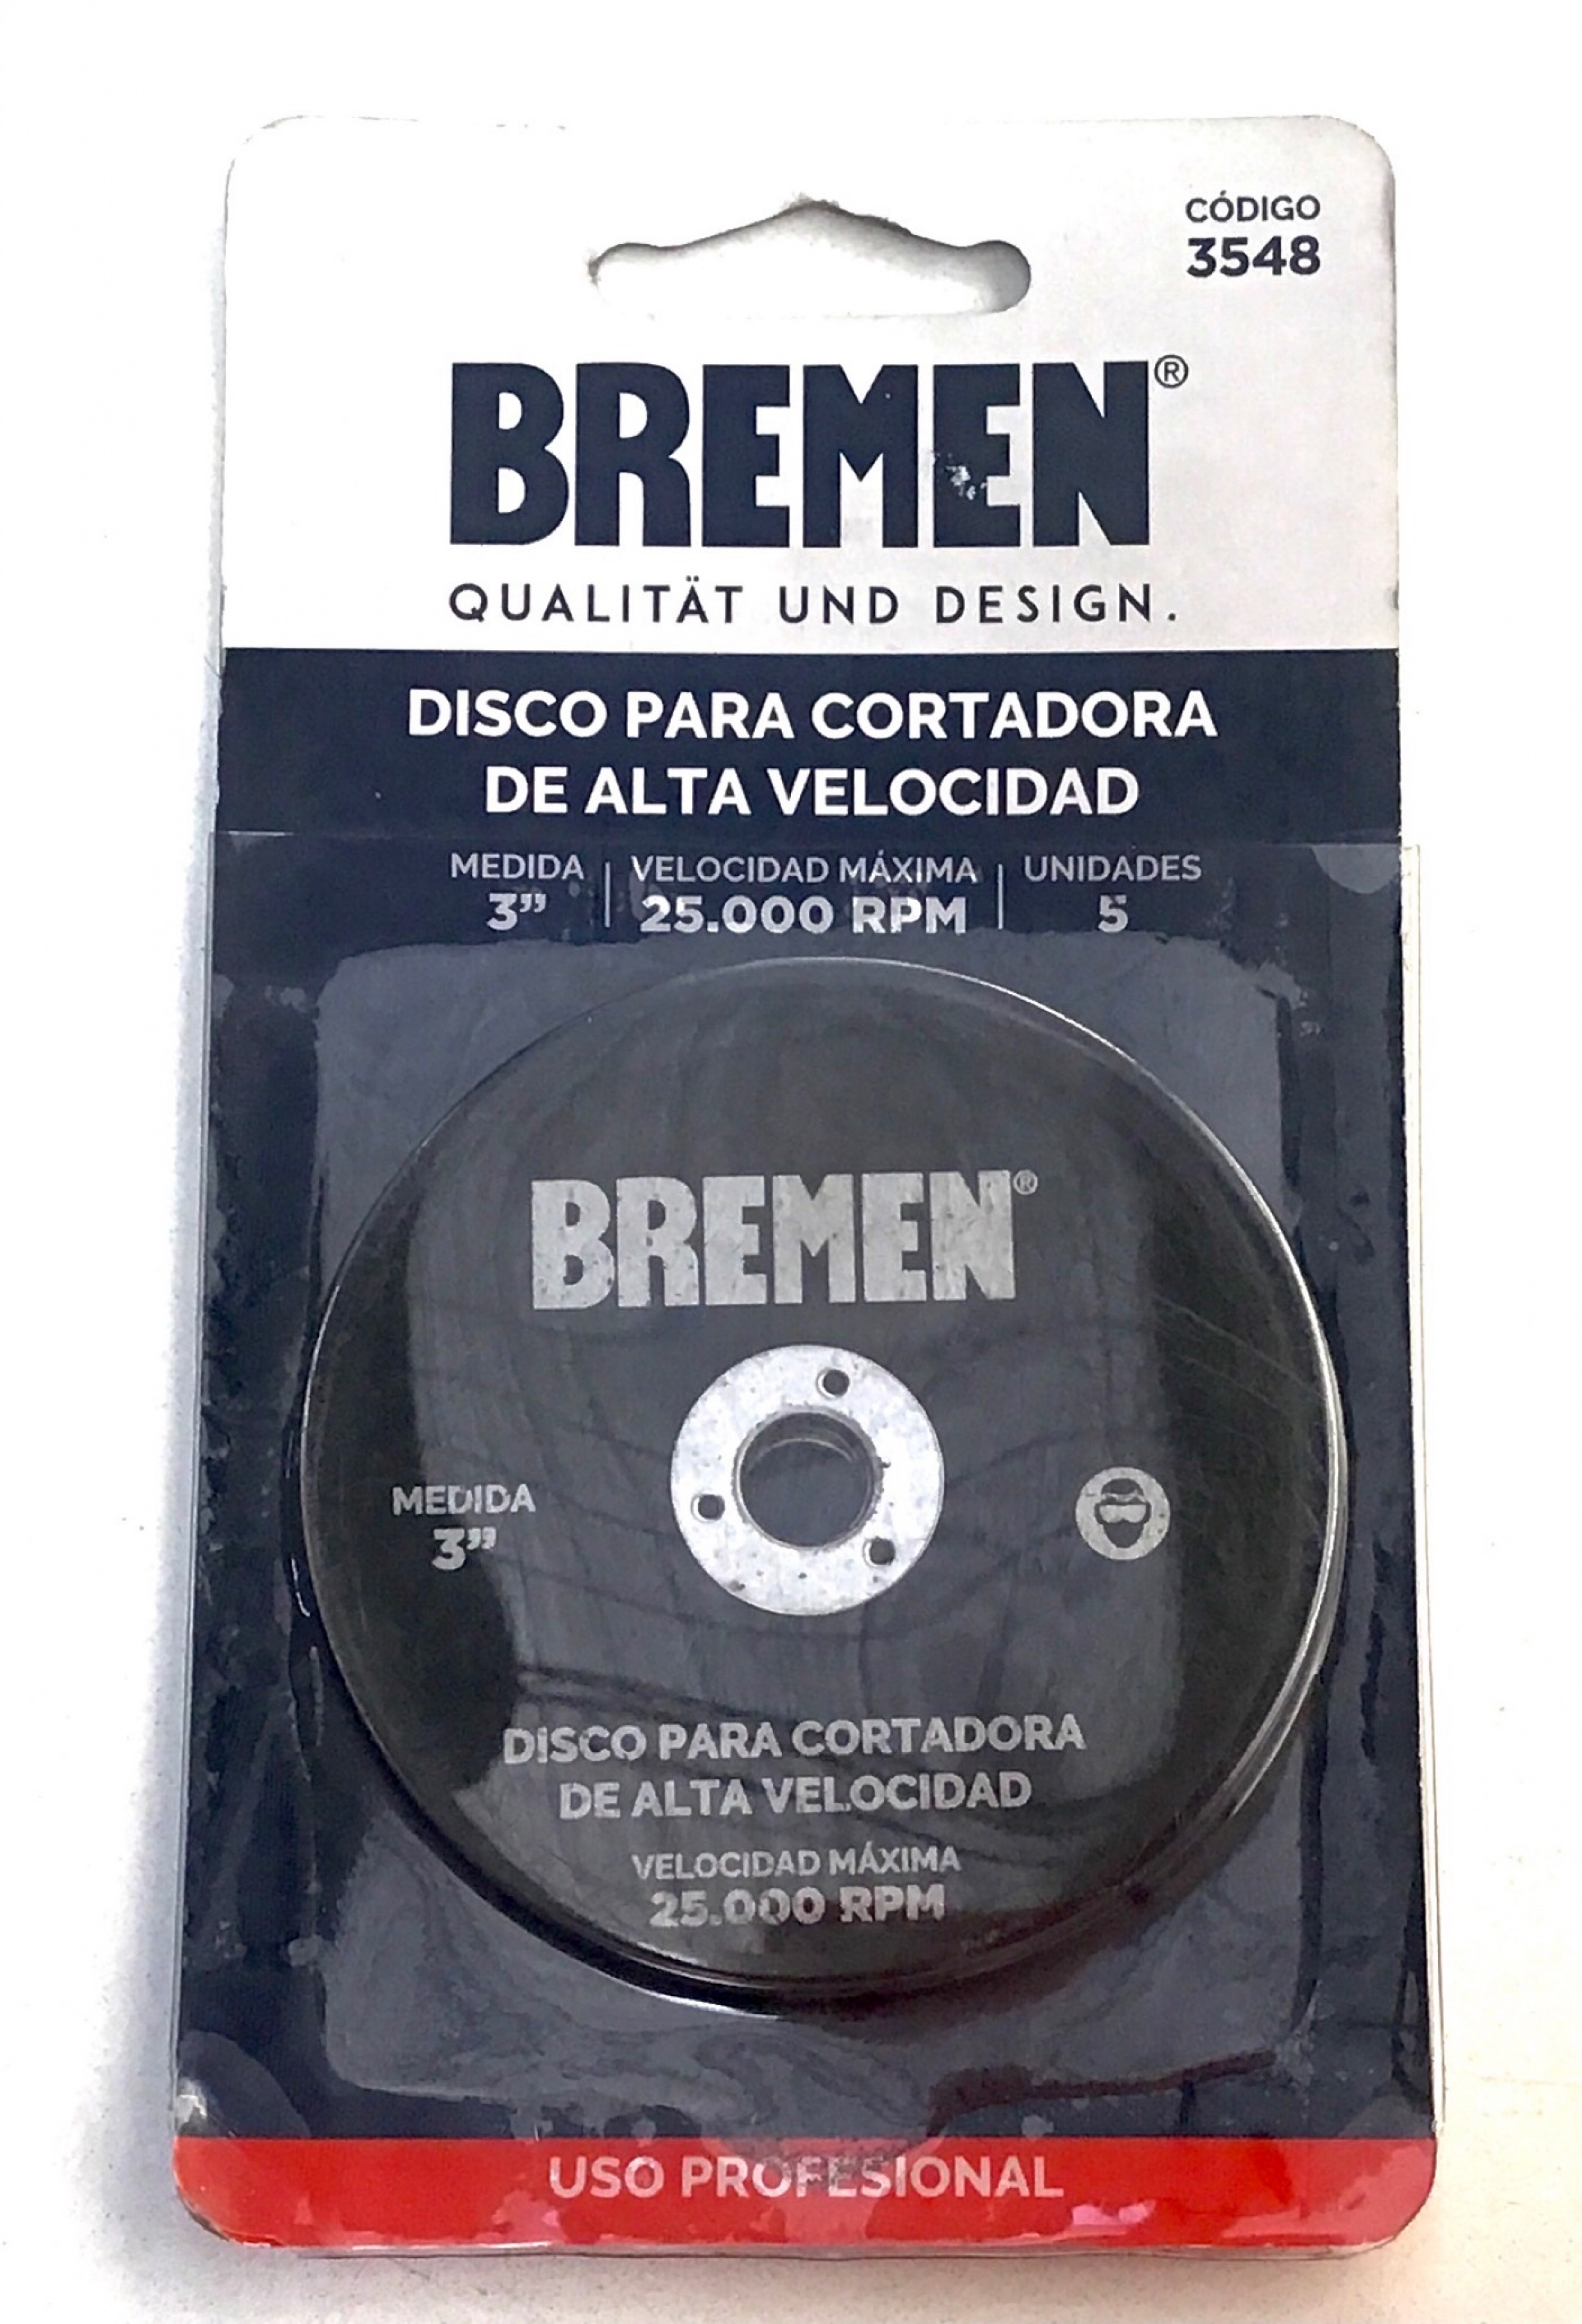 CÓDIGO
3548
BREMEN®
QUALITÄT UND DESIGN.
DISCO PARA CORTADORA
DE ALTA VELOCIDAD
MEDIDA | VELOCIDAD MÁXIMA | UNIDADES
3” | 25.000 RPM | 5
BREMEN®
MEDIDA
3”
DISCO PARA CORTADORA
DE ALTA VELOCIDAD
VELOCIDAD MÁXIMA
25.000 RPM
USO PROFESIONAL